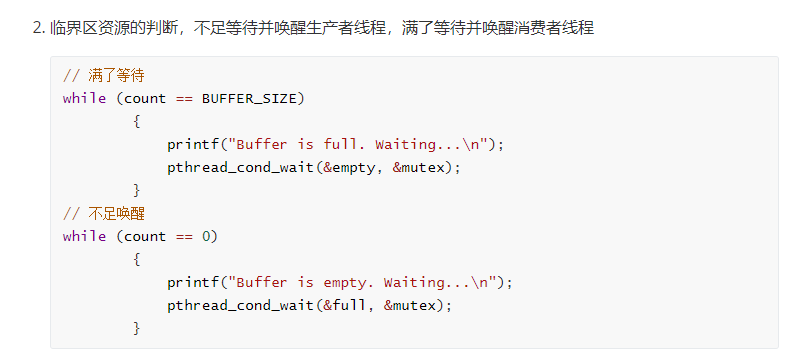 2. 临界区资源的判断，不足等待并唤醒生产者线程，满了等待并唤醒消费者线程
// 满了等待
while (count == BUFFER_SIZE)
        {
            printf("Buffer is full. Waiting...\n");
            pthread_cond_wait(&empty, &mutex);
        }
// 不足唤醒
while (count == 0)
        {
            printf("Buffer is empty. Waiting...\n");
            pthread_cond_wait(&full, &mutex);
        }